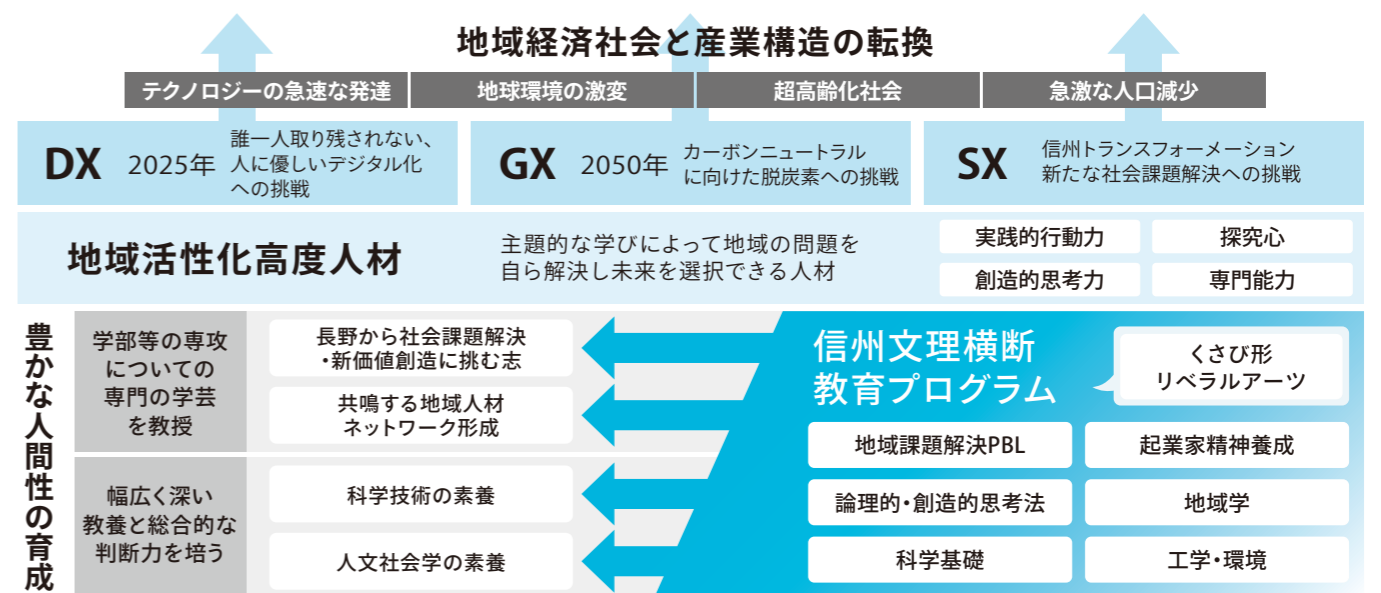 地域経済社会と産業構造の転換
テクノロジーの急速な発達
地球環境の激変
超高齢化社会
急激な人口減少
DX
2025年
誰一人取り残されない、
人に優しいデジタル化
への挑戦
GX
2050年
カーボンニュートラル
に向けた脱炭素への挑戦
SX
信州トランスフォーメーション
新たな社会課題解決への挑戦
地域活性化高度人材
主題的な学びによって地域の問題を
自ら解決し未来を選択できる人材
実践的行動力
探究心
創造的思考力
専門能力
豊かな人間性の育成
学部等の専攻
についての
専門の学芸
を教授
長野から社会課題解決
・新価値創造に挑む志
共鳴する地域人材
ネットワーク形成
幅広く深い
教養と総合的な
判断力を培う
科学技術の素養
人文社会学の素養
信州文理横断
教育プログラム
くさび形
リベラルアーツ
地域課題解決PBL
起業家精神養成
論理的・創造的思考法
地域学
科学基礎
工学・環境